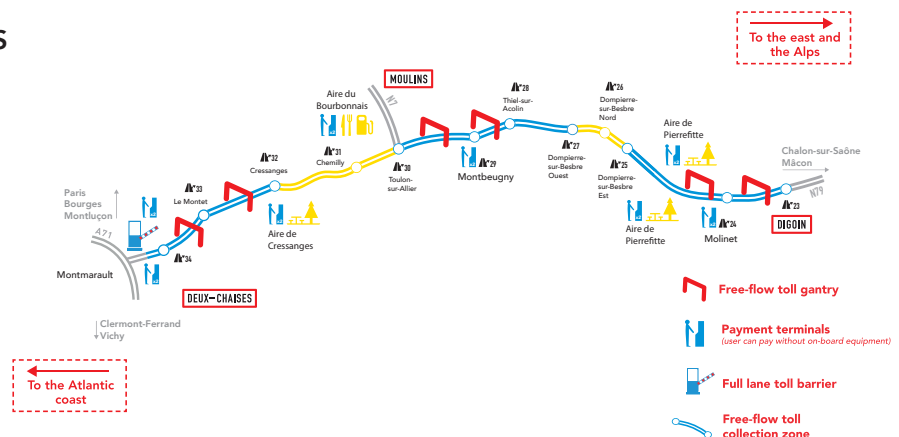 S
To the east and
the Alps
MOULINS
N7
Aire du
Bourbonnais
N°28
Thiel-sur-
Acolin
N°26
Dompierre-
sur-Besbre
Nord
Aire de
Pierrefitte
N°31
Chemilly
N°32
Cressanges
N°30
Toulon-
sur-Allier
N°29
Montbeugny
N°27
Dompierre-
sur-Besbre
Ouest
N°25
Dompierre-
sur-Besbre
Est
Chalon-sur-Saône
Mâcon
N79
N°33
Le Montet
Paris
Bourges
Montluçon
A71
Aire de
Cressanges
Aire de
Pierrefitte
N°24
Molinet
N°23
DIGOIN
N°34
Montmarault
DEUX-CHAISES
Clermont-Ferrand
Vichy
To the Atlantic
coast
Free-flow toll gantry
Payment terminals
(user can pay without on-board equipment)
Full lane toll barrier
Free-flow toll
collection zone